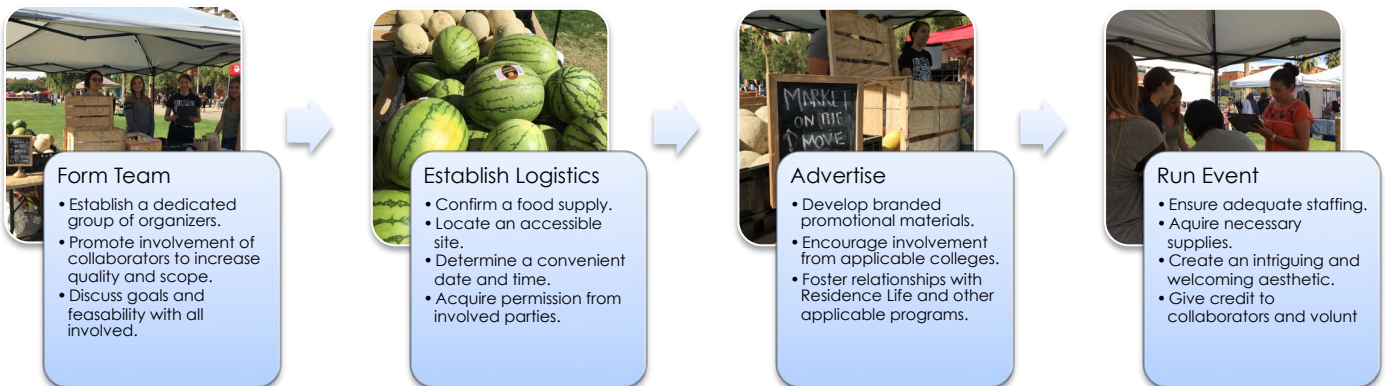 Form Team
• Establish a dedicated
group of organizers.
• Promote involvement of
collaborators to increase
quality and scope.
• Discuss goals and
feasability with all
involved.
Establish Logistics
• Confirm a food supply.
• Locate an accessible
site.
• Determine a convenient
date and time.
• Acquire permission from
involved parties.
MARKET
ON THE
MOVE
Advertise
• Develop branded
promotional materials.
• Encourage involvement
from applicable colleges.
• Foster relationships with
Residence Life and other
applicable programs.
Run Event
• Ensure adequate staffing.
• Aquire necessary
supplies.
• Create an intriguing and
welcoming aesthetic.
• Give credit to
collaborators and volunt